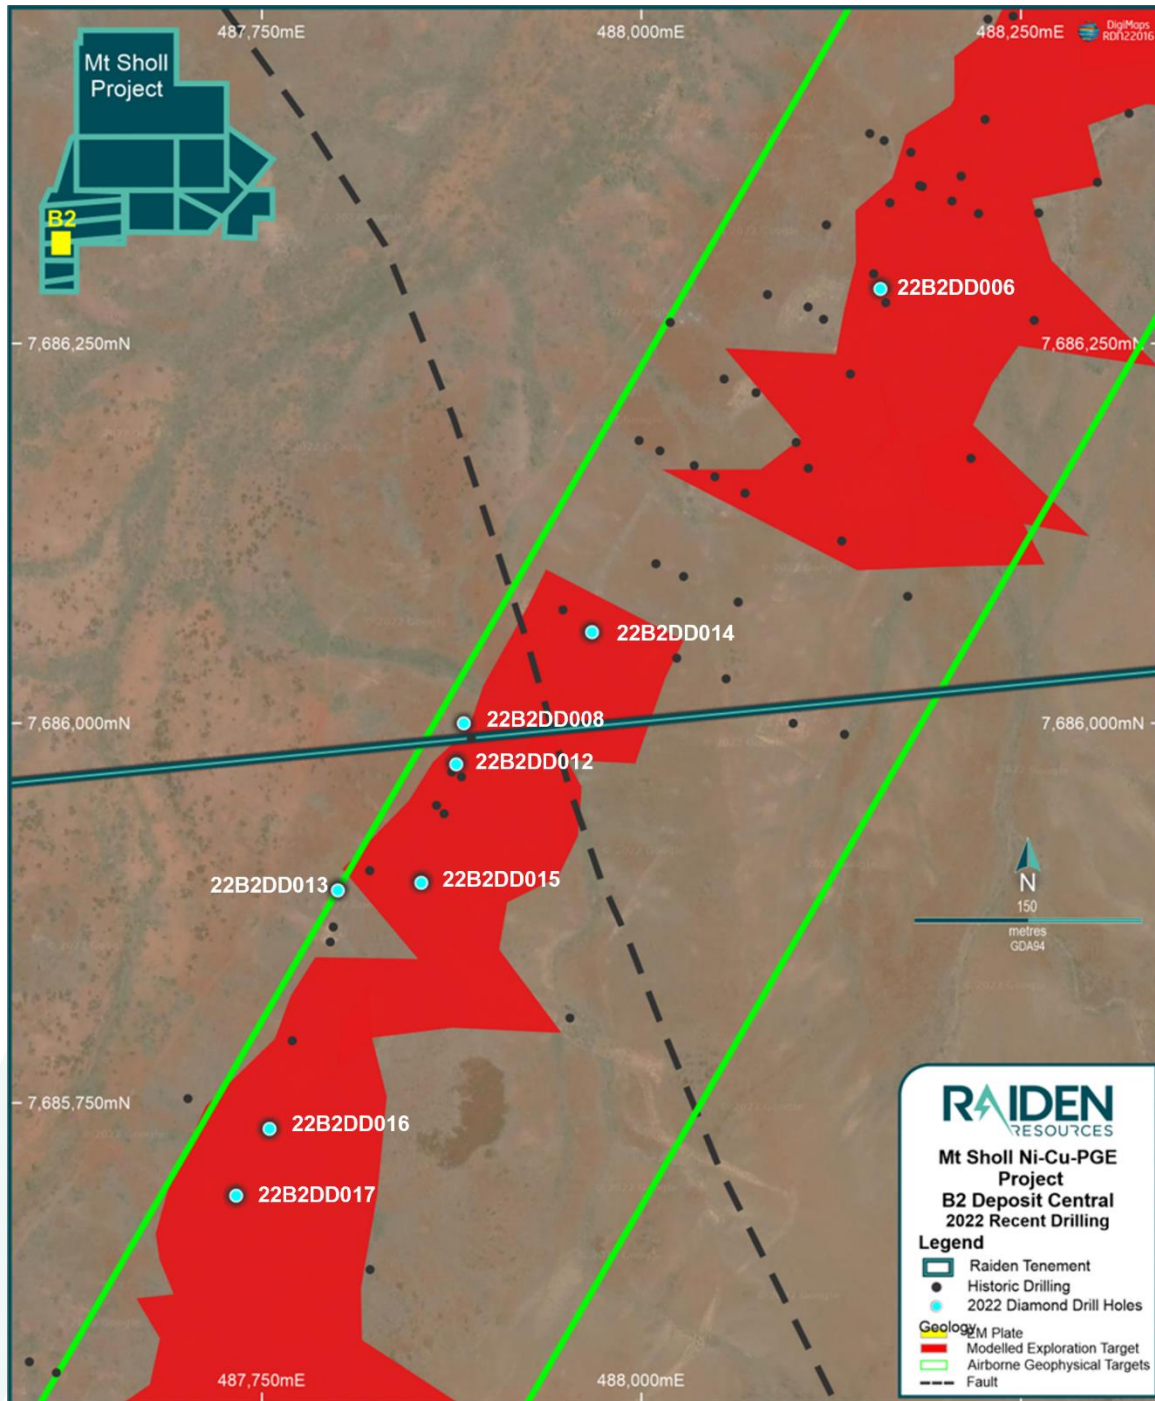 487,750mE
488,000mE
488,250mE
DigiMaps
RDN22016
Mt Sholl
Project
B2
22B2DD006
7,686,250mN
7,686,250mN
22B2DD014
7,686,000mN
22B2DD008
7,686,000mN
22B2DD012
22B2DD013
22B2DD015
N
150
metres
GDA94
7,685,750mN
22B2DD016
22B2DD017
RAIDEN
RESOURCES
Mt Sholl Ni-Cu-PGE
Project
B2 Deposit Central
2022 Recent Drilling
Legend
Raiden Tenement
Historic Drilling
2022 Diamond Drill Holes
Geology
EM Plate
Modelled Exploration Target
Airborne Geophysical Targets
Fault
487,750mE
488,000mE